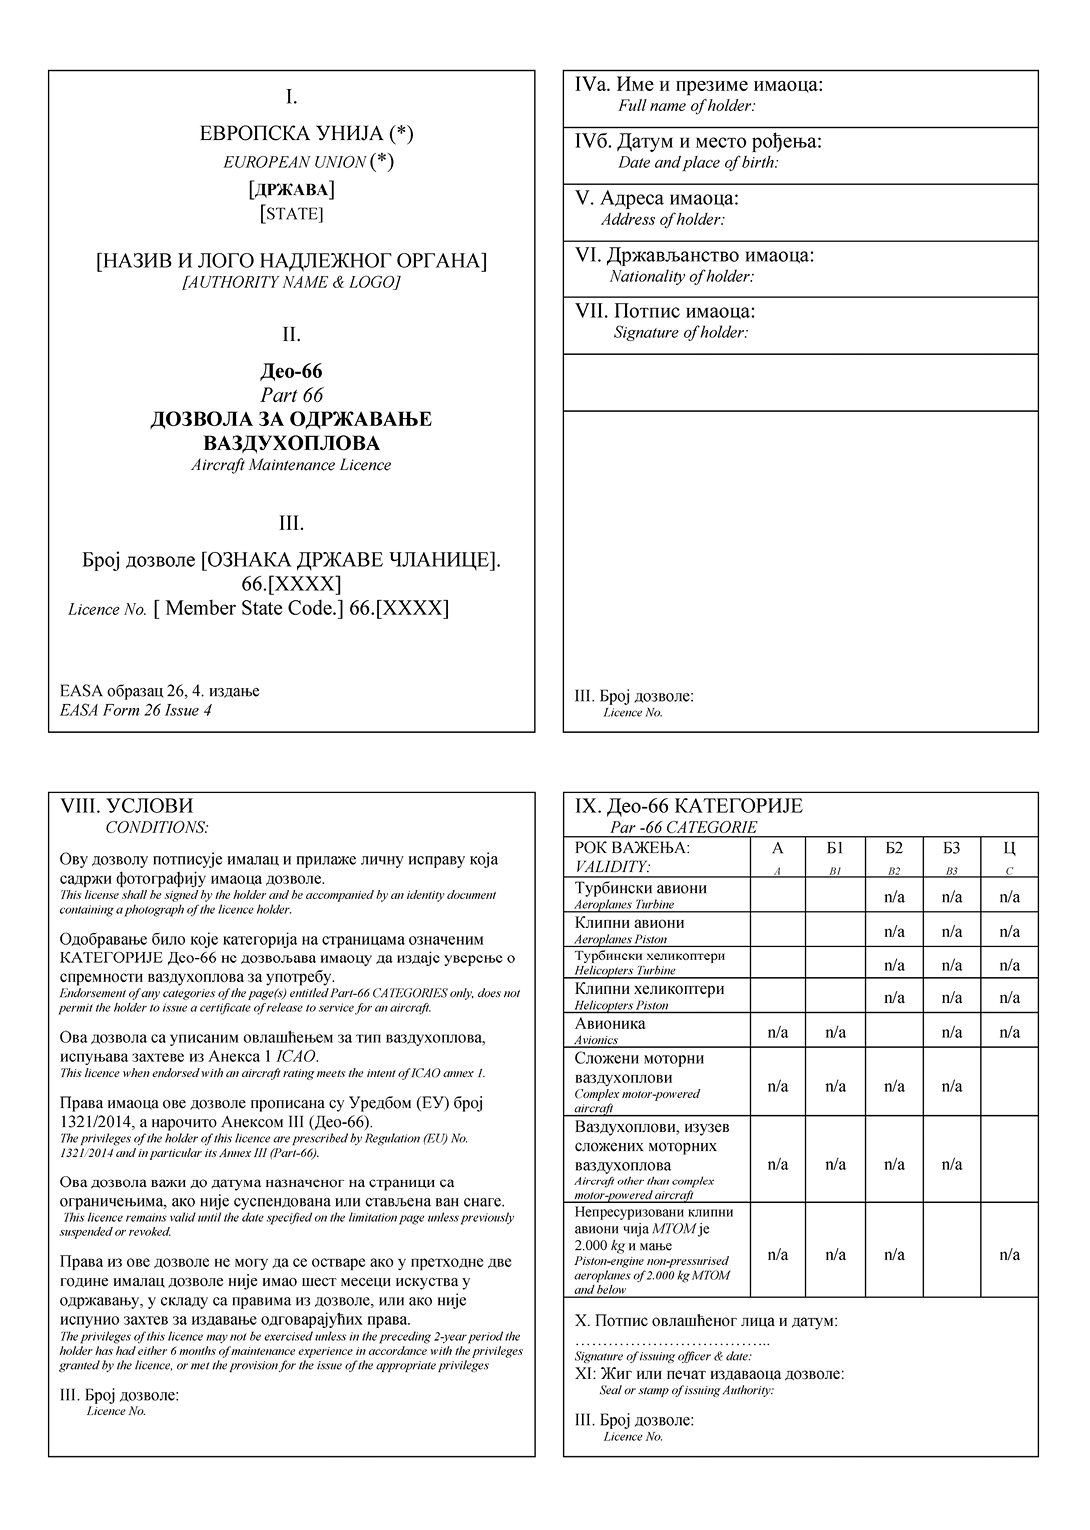 I.
ЕВРОПСКА УНИЈА (*)
EUROPEAN UNION (*)
[ДРЖАВА]
[STATE]
[НАЗИВ И ЛОГО НАДЛЕЖНОГ ОРГАНА]
[AUTHORITY NAME & LOGO]
II.
Део-66
Part 66
ДОЗВОЛА ЗА ОДРЖАВАЊЕ
ВАЗДУХОПЛОВА
Aircraft Maintenance Licence
III.
Број дозволе [ОЗНАКА ДРЖАВЕ ЧЛАНИЦЕ].
66.[XXXX]
Licence No. [ Member State Code.] 66.[XXXX]
EASA образац 26, 4. издање
EASA Form 26 Issue 4
IVа. Име и презиме имаоца:
Full name of holder:
IVб. Датум и место рођења:
Date and place of birth:
V. Адреса имаоца:
Address of holder:
VI. Држављанство имаоца:
Nationality of holder:
VII. Потпис имаоца:
Signature of holder:
III. Број дозволе:
Licence No.
VIII. УСЛОВИ
CONDITIONS:
Ову дозволу потписује ималац и прилаже личну исправу која
садржи фотографију имаоца дозволе.
This license shall be signed by the holder and be accompanied by an identity document
containing a photograph of the licence holder.
Одобравање било које категорија на страницама означеним
КАТЕГОРИЈЕ Део-66 не дозвољава имаоцу да издаје уверење о
спремности ваздухоплова за употребу.
Endorsement of any categories of the page(s) entitled Part-66 CATEGORIES only, does not
permit the holder to issue a certificate of release to service for an aircraft.
Ова дозвола са уписаним овлашћењем за тип ваздухоплова,
испуњава захтеве из Анекса 1 ICAO.
This licence when endorsed with an aircraft rating meets the intent of ICAO annex 1.
Права имаоца ове дозволе прописана су Уредбом (ЕУ) број
1321/2014, а нарочито Анексом III (Део-66).
The privileges of the holder of this licence are prescribed by Regulation (EU) No.
1321/2014 and in particular its Annex III (Part-66).
Ова дозвола важи до датума назначеног на страници са
ограничењима, ако није суспендована или стављена ван снаге.
This licence remains valid until the date specified on the limitation page unless previously
suspended or revoked.
Права из ове дозволе не могу да се остваре ако у претходне две
године ималац дозволе није имао шест месеци искуства у
одржавању, у складу са правима из дозволе, или ако није
испунио захтев за издавање одговарајућих права.
The privileges of this licence may not be exercised unless in the preceding 2-year period the
holder has had either 6 months of maintenance experience in accordance with the privileges
granted by the licence, or met the provision for the issue of the appropriate privileges
III. Број дозволе:
Licence No.
IX. Део-66 КАТЕГОРИЈЕ
Par -66 CATEGORIE
РОК ВАЖЕЊА: А Б1 Б2 Б3 Ц
VALIDITY: A B1 B2 B3 C
Турбински авиони n/a n/a n/a
Aeroplanes Turbine
Клипни авиони n/a n/a n/a
Aeroplanes Piston
Турбински хеликоптери n/a n/a n/a
Helicopters Turbine
Клипни хеликоптери n/a n/a n/a
Helicopters Piston
Авионика n/a n/a n/a n/a
Avionics
Сложени моторни
ваздухоплови n/a n/a n/a n/a
Complex motor-powered
aircraft
Ваздухоплови, изузев
сложених моторних
ваздухоплова n/a n/a n/a n/a
Aircraft other than complex
motor-powered aircraft
Непресуризовани клипни
авиони чија MTOM је
2.000 kg и мање n/a n/a n/a n/a
Piston-engine non-pressurised
aeroplanes of 2.000 kg MTOM
and below
X. Потпис овлашћеног лица и датум:
……………………………..
Signature of issuing officer & date:
XI: Жиг или печат издаваоца дозволе:
Seal or stamp of issuing Authority:
III. Број дозволе:
Licence No.